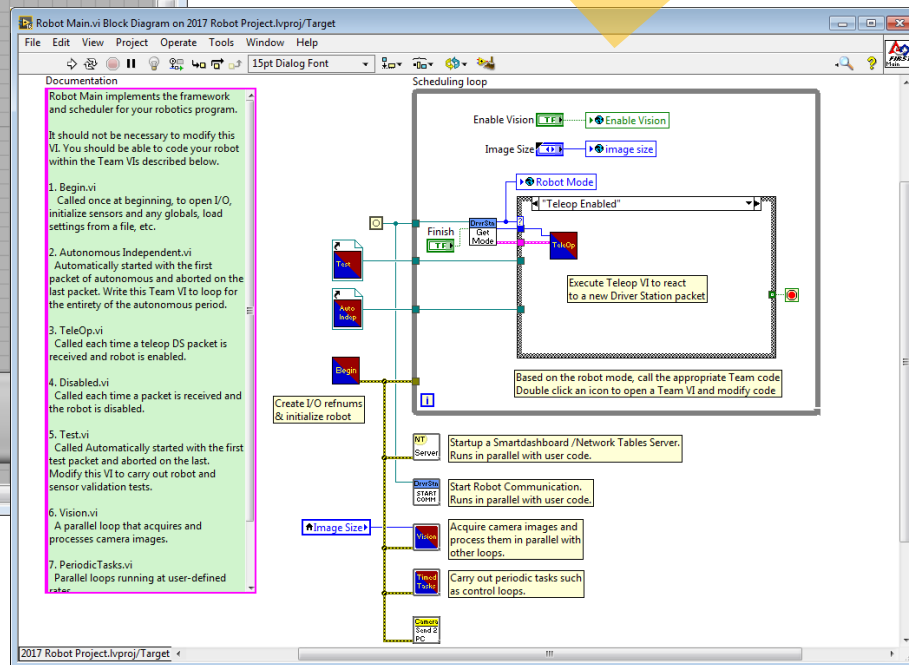 Robot Main.vi Block Diagram on 2017 Robot Project.lvproj/Target
File Edit View Project Operate Tools Window Help
15pt Dialog Font
FIRST
Main
Documentation
Robot Main implements the framework
and scheduler for your robotics program.
It should not be necessary to modify this
VI. You should be able to code your robot
within the Team VIs described below.
1. Begin.vi
Called once at beginning, to open I/O,
initialize sensors and any globals, load
settings from a file, etc.
2. Autonomous Independent.vi
Automatically started with the first
packet of autonomous and aborted on the
last packet. Write this Team VI to loop for
the entirety of the autonomous period.
3. TeleOp.vi
Called each time a teleop DS packet is
received and robot is enabled.
4. Disabled.vi
Called each time a packet is received and
the robot is disabled.
5. Test.vi
Called Automatically started with the first
test packet and aborted on the last.
Modify this VI to carry out robot and
sensor validation tests.
6. Vision.vi
A parallel loop that acquires and
processes camera images.
7. PeriodicTasks.vi
Parallel loops running at user-defined
rates
Scheduling loop
Enable Vision
TF
Enable Vision
Image Size
image size
Robot Mode
"Teleop Enabled"
Finish
TF
DrvrStn
Get
Mode
?
TeleOp
Execute Teleop VI to react
to a new Driver Station packet
Test
Auto
Indep
Begin
Create I/O refnums
& initialize robot
Based on the robot mode, call the appropriate Team code
Double click an icon to open a Team VI and modify code
i
NT
Server
Startup a Smartdashboard /Network Tables Server.
Runs in parallel with user code.
DrvrStn
START
COMM
Start Robot Communication.
Runs in parallel with user code.
Image Size
Vision
Acquire camera images and
process them in parallel with
other loops.
Timed
Tasks
Carry out periodic tasks such
as control loops.
Camera
Send 2
PC
2017 Robot Project.lvproj/Target